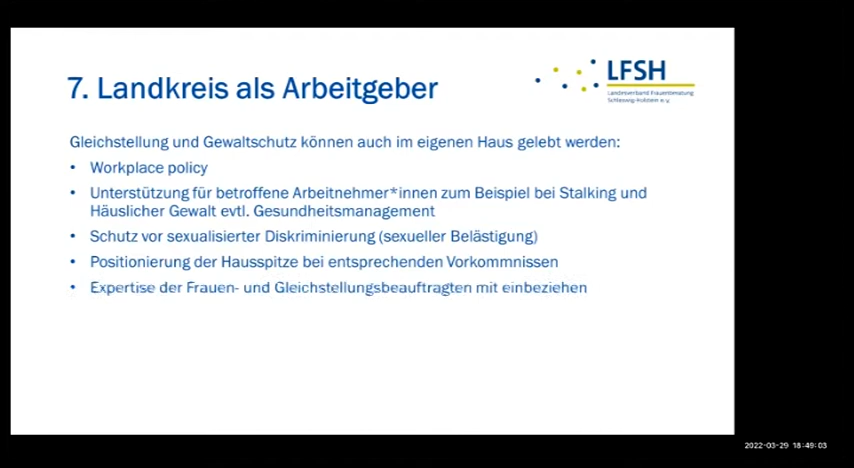 7. Landkreis als Arbeitgeber
LFSH
Landesverband Frauenberatung
Schleswig-Holstein e.V.
Gleichstellung und Gewaltschutz können auch im eigenen Haus gelebt werden:
• Workplace policy
• Unterstützung für betroffene Arbeitnehmer*innen zum Beispiel bei Stalking und
Häuslicher Gewalt evtl. Gesundheitsmanagement
• Schutz vor sexualisierter Diskriminierung (sexueller Belästigung)
• Positionierung der Hausspitze bei entsprechenden Vorkommnissen
• Expertise der Frauen- und Gleichstellungsbeauftragten mit einbeziehen
2022-03-29 18:49:03